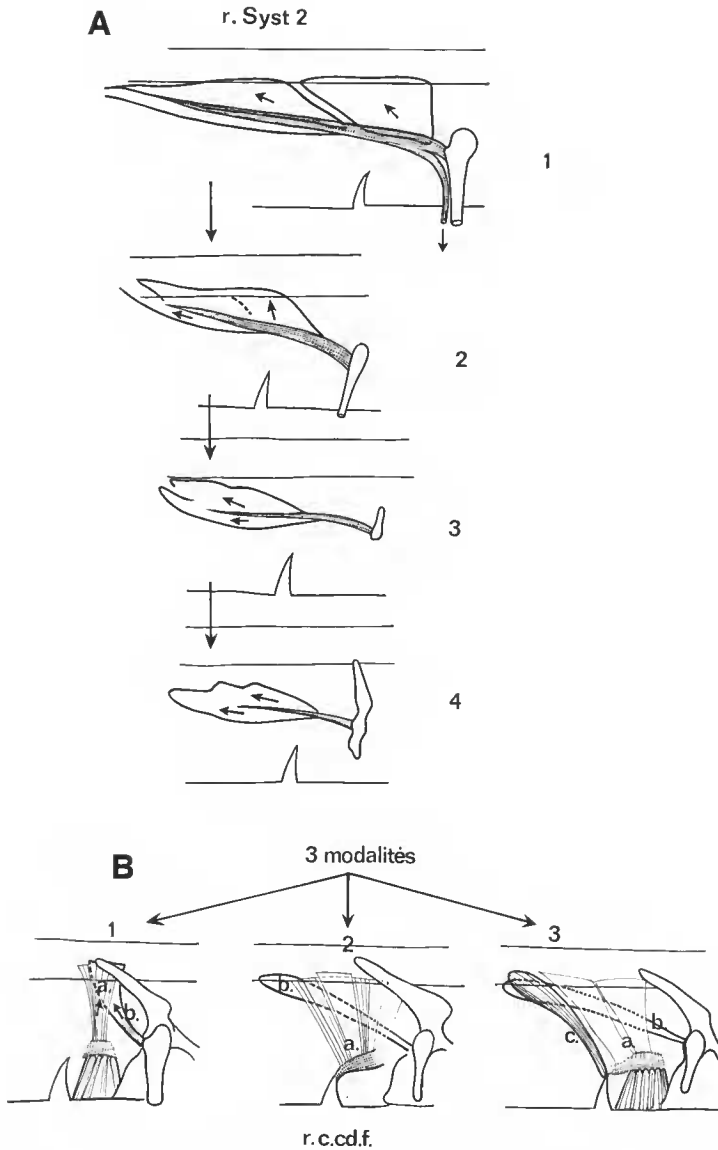 A
r. Syst 2
1
2
3
4
B
3 modalités
1
2
3
a.
b.
b.
a.
c.
a.
b.
r.c.cd.f.